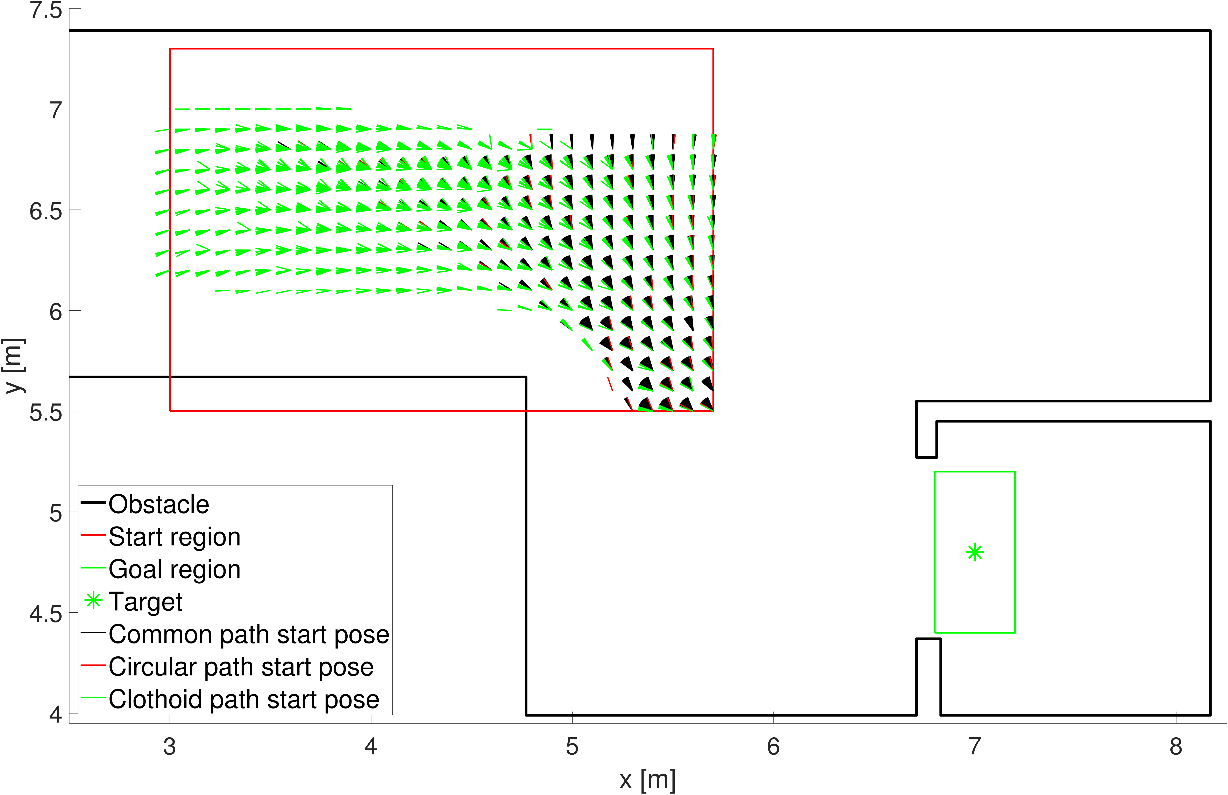 7.5
7
6.5
6
5.5
5
4.5
4
y [m]
Obstacle
Start region
Goal region
Target
Common path start pose
Circular path start pose
Clothoid path start pose
3 4 5 6 7 8
x [m]